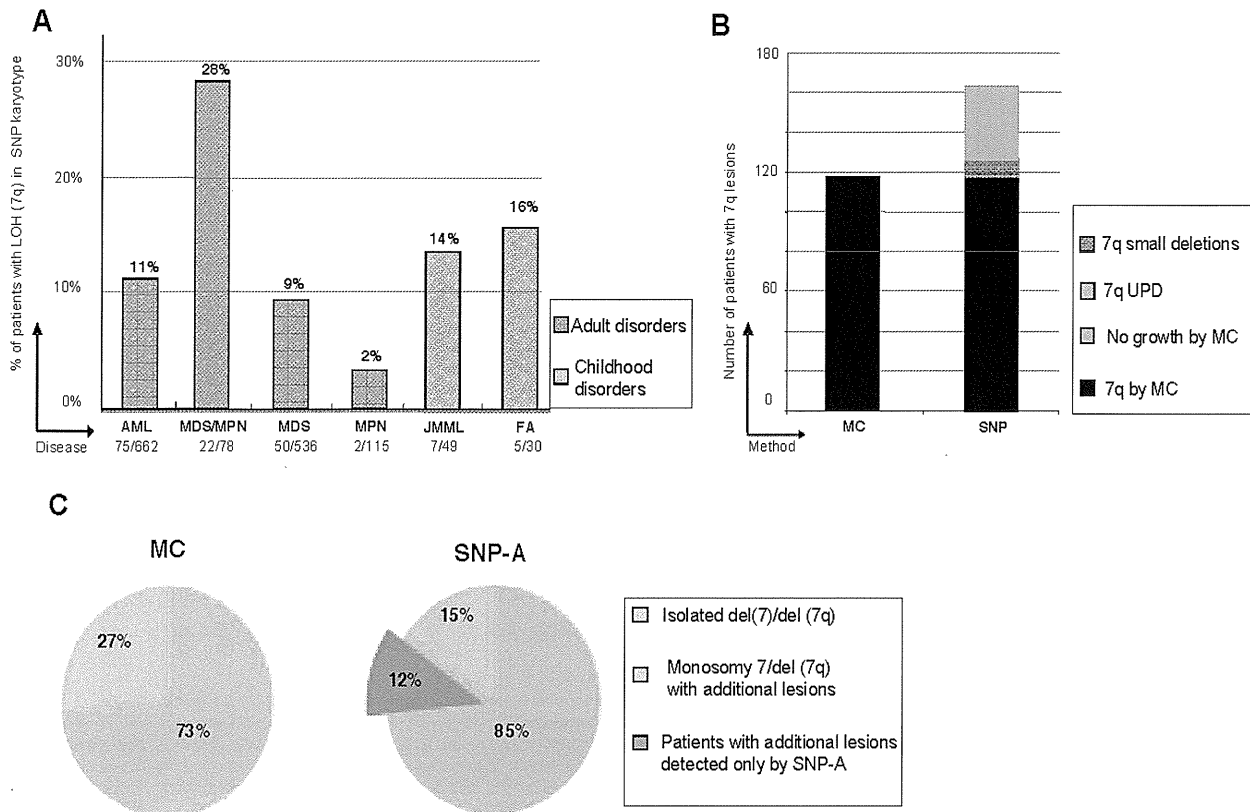 A
% of patients with LOH (7q) in SNP karyotype
30%
20%
10%
0%
11%
28%
9%
2%
14%
16%
AML
MDS/MPN
MDS
MPN
JMML
FA
Disease
75/662
22/78
50/536
2/115
7/49
5/30
Adult disorders
Childhood
disorders
B
Number of patients with 7q lesions
180
120
60
0
MC
SNP
Method
7q small deletions
7q UPD
No growth by MC
7q by MC
C
MC
27%
73%
SNP-A
15%
12%
85%
Isolated del(7)/del (7q)
Monosomy 7/del (7q)
with additional lesions
Patients with additional lesions
detected only by SNP-A